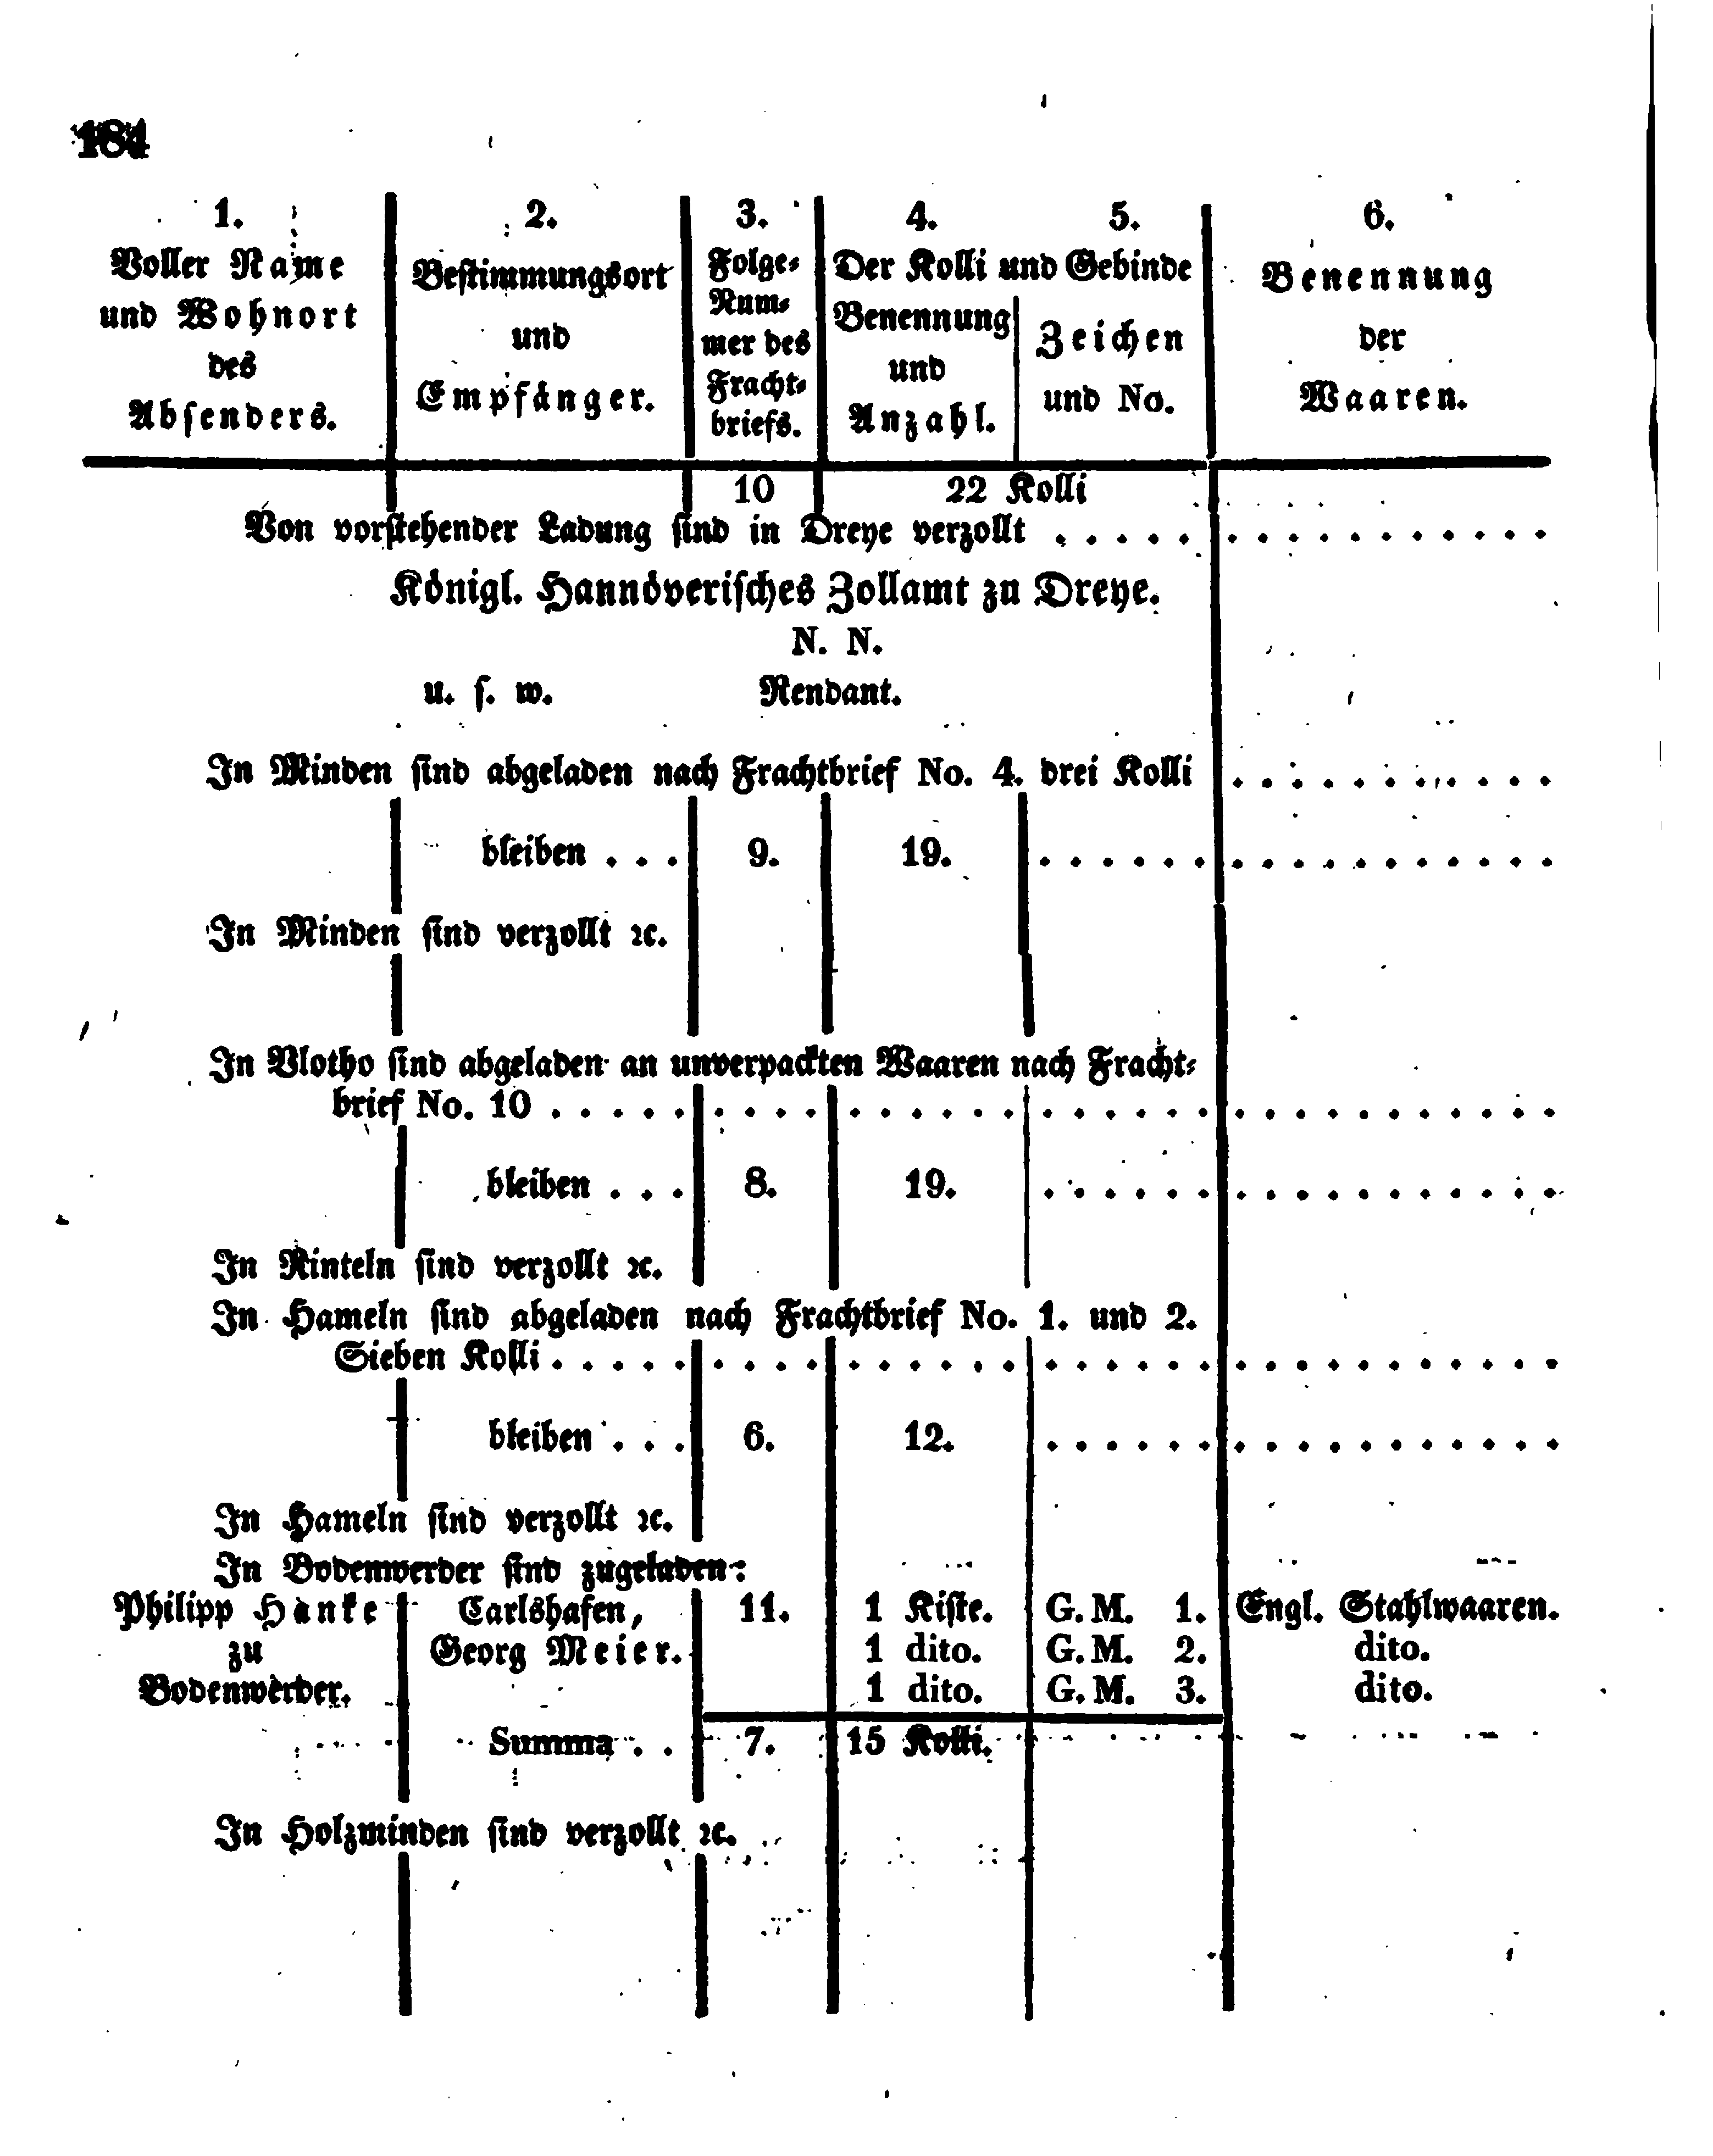 184
1. 2. 3. 4. 5. 6.
Voller Name und Wohnort des Absenders.
Bestimmungsort und Empfänger.
Folge-Nummer des Frachtbriefs.
Der Kolli und Gebinde
Benennung und Anzahl.
Zeichen und No.
Benennung der Waaren.
10 22 Kolli
Von vorstehender Ladung sind in Dreye verzollt . . . . . . . . . . . . . . . .
Königl. Hannöverisches Zollamt zu Dreye.
N. N.
u. s. w. Rendant.
In Minden sind abgeladen nach Frachtbrief No. 4. drei Kolli . . . . . . . . . . .
bleiben . . . 9. 19. . . . . . . . . . . . . . . . . .
In Minden sind verzollt ꝛc.
In Vlotho sind abgeladen an unverpackten Waaren nach Fracht-
brief No. 10 . . . . . . . . . . . . . . . . . . . . . . . . . . . . . . . . .
bleiben . . . 8. 19. . . . . . . . . . . . . . . . . .
In Rinteln sind verzollt ꝛc.
In Hameln sind abgeladen nach Frachtbrief No. 1. und 2.
Sieben Kolli . . . . . . . . . . . . . . . . . . . . . . . . . . . . . . . . .
bleiben . . . 6. 12. . . . . . . . . . . . . . . . . .
In Hameln sind verzollt ꝛc.
In Bodenwerder sind zugeladen:
Philipp Hanke Carlshafen, 11. 1 Kiste. G. M. 1. Engl. Stahlwaaren.
zu Georg Meier. 1 dito. G. M. 2. dito.
Bodenwerder. 1 dito. G. M. 3. dito.
Summa . . 7. 15 Kolli.
In Holzminden sind verzollt ꝛc.